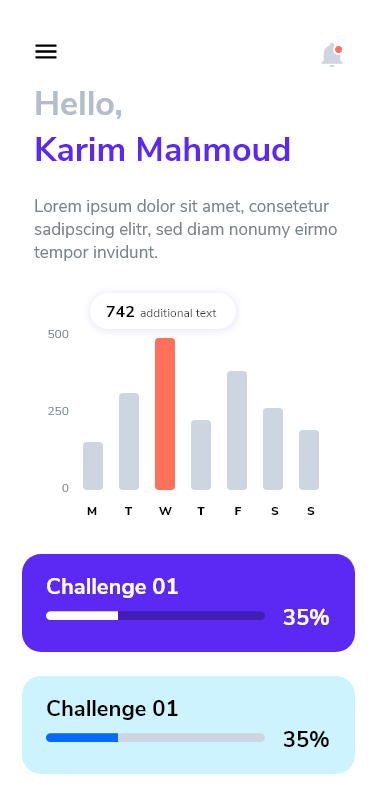 Hello,
Karim Mahmoud
Lorem ipsum dolor sit amet, consetetur
sadipscing elitr, sed diam nonumy eirmo
tempor invidunt.
742 additional text
500
250
0
M T W T F S S
Challenge 01
35%
Challenge 01
35%